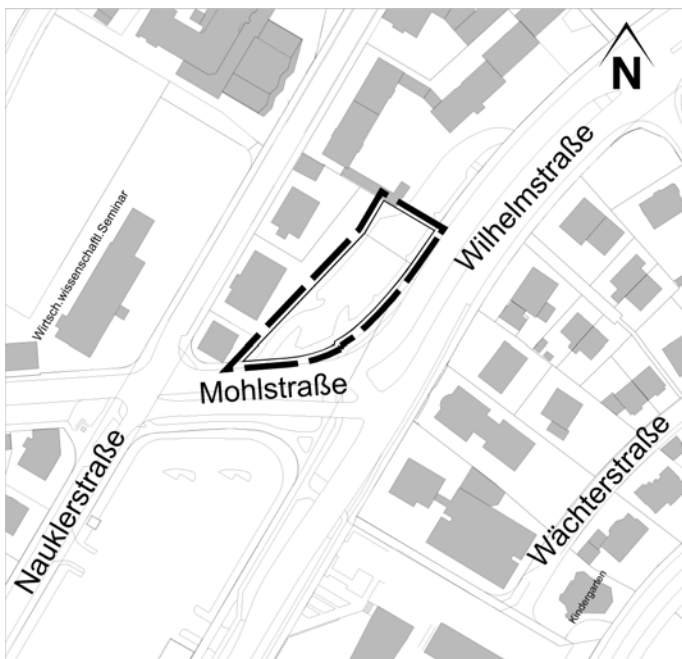 N
Wilhelmstraße
Wirtsch.wissenschaftl.Seminar
Mohlstraße
Nauklerstraße
Wächterstraße
Kindergarten